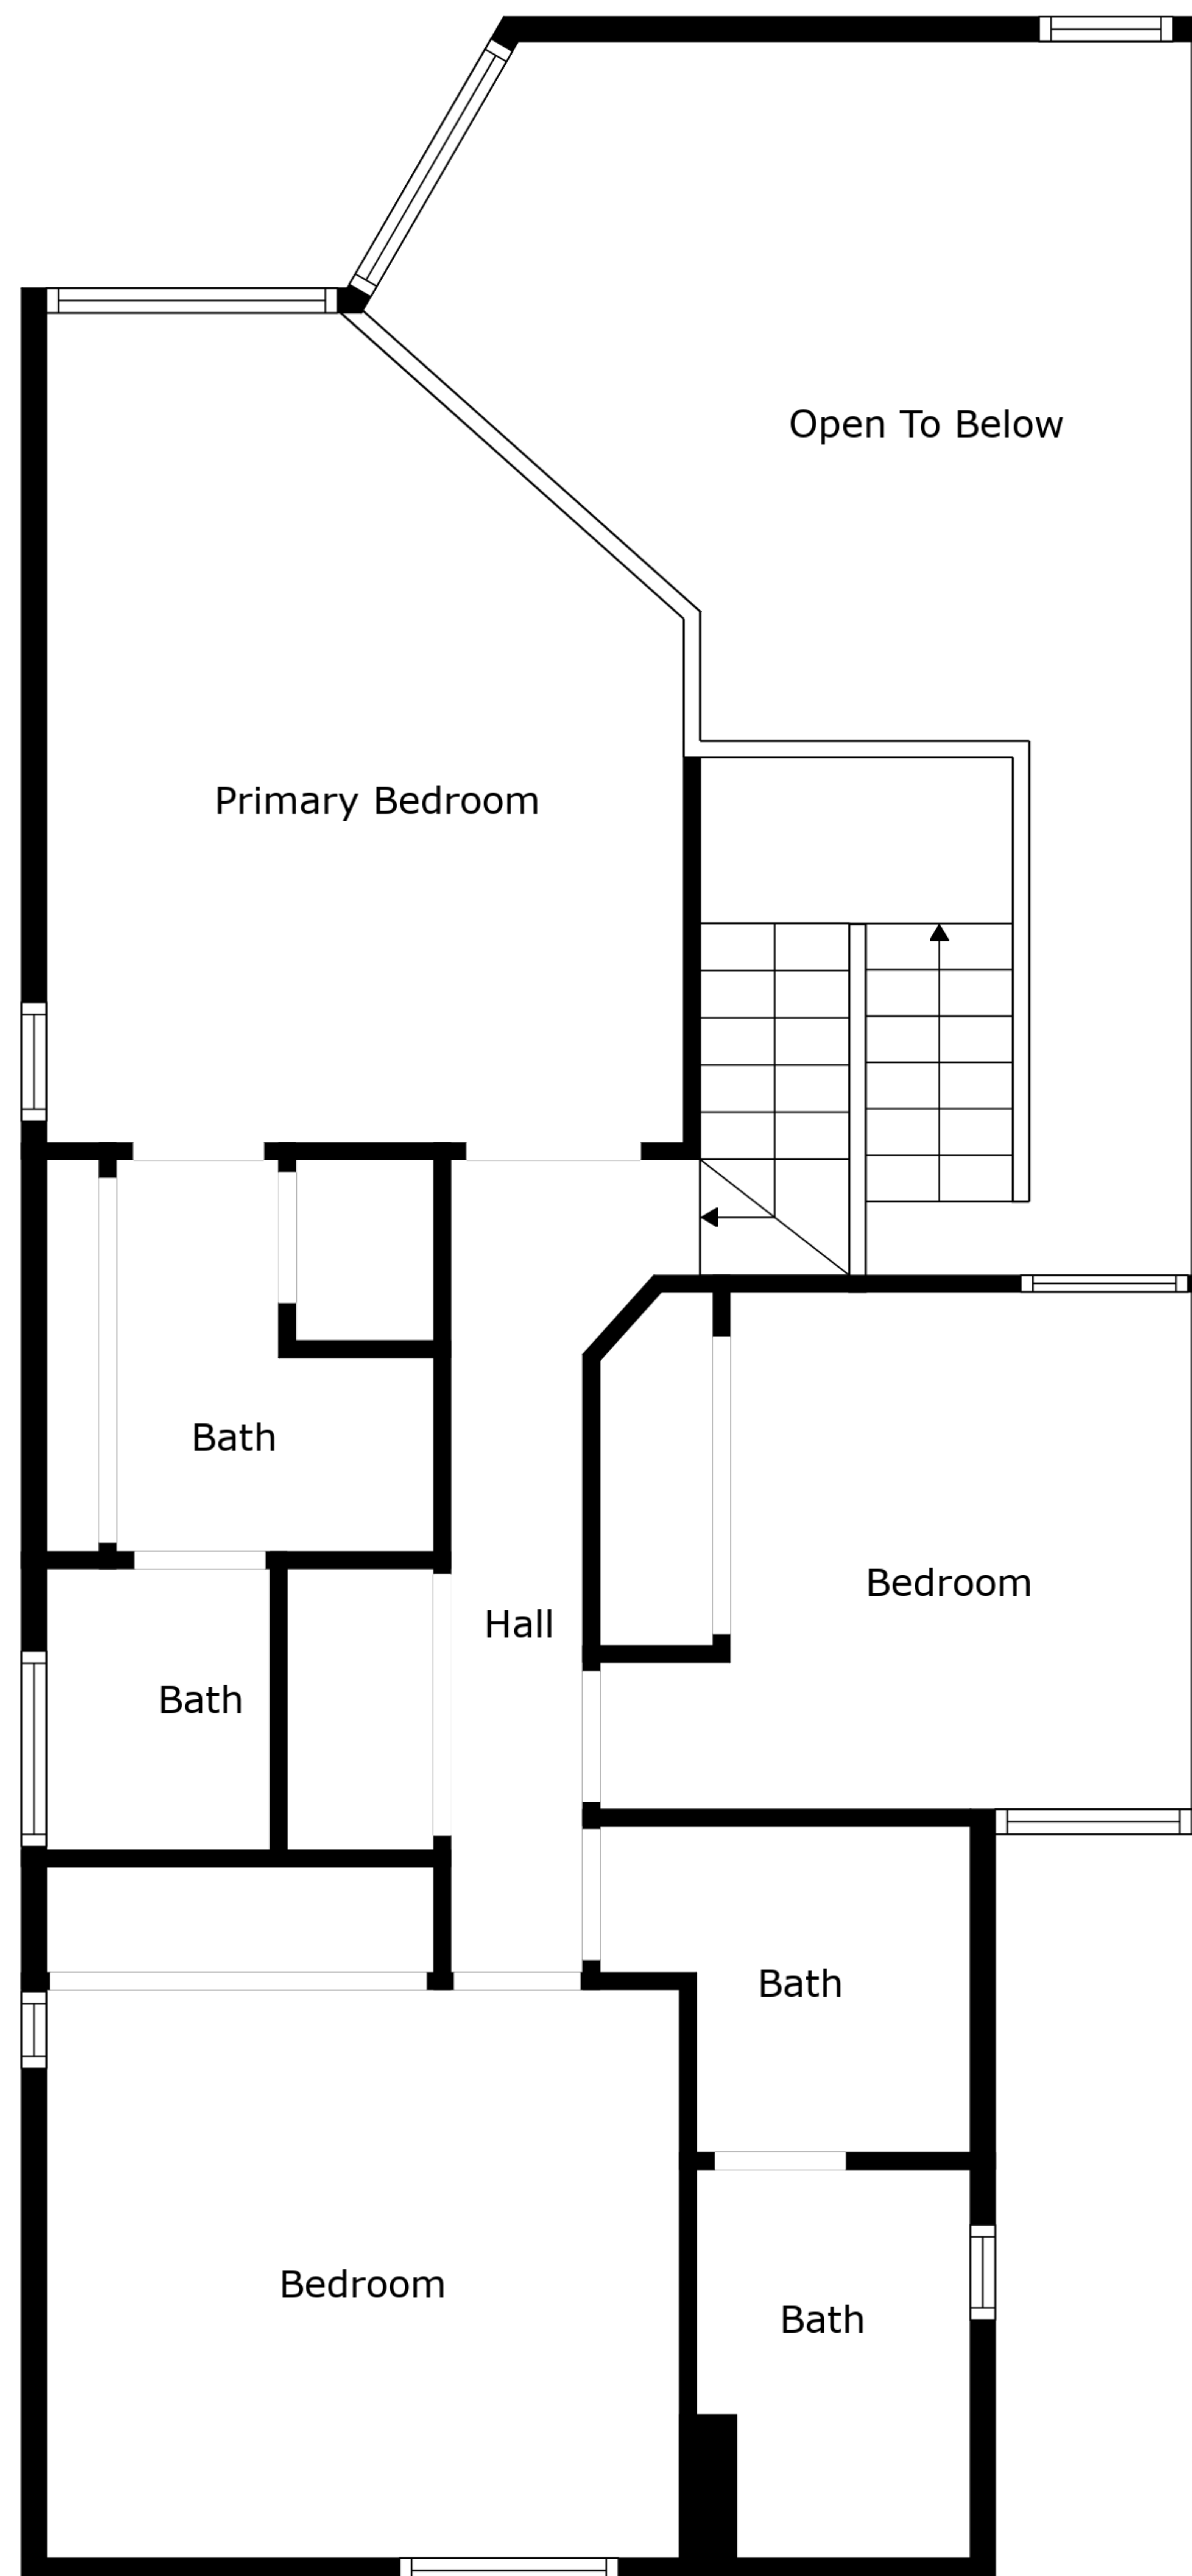 Open To Below
Primary Bedroom
Bath
Bedroom
Hall
Bath
Bath
Bedroom
Bath